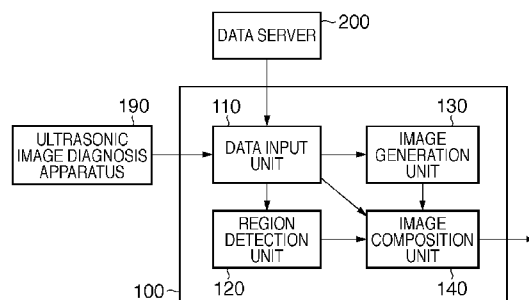 200
DATA SERVER
190
110
130
ULTRASONIC
IMAGE DIAGNOSIS
APPARATUS
DATA INPUT
UNIT
IMAGE
GENERATION
UNIT
REGION
DETECTION
UNIT
IMAGE
COMPOSITION
UNIT
100
120
140